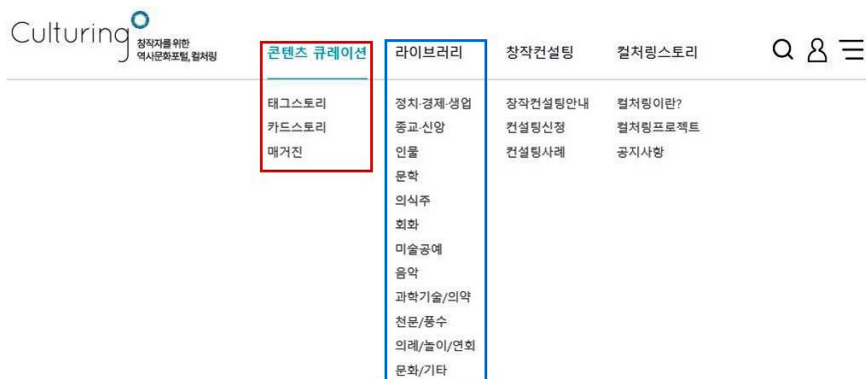 Culturing
창작자를 위한
역사문화포털, 컬처링
콘텐츠 큐레이션
라이브러리
창작컨설팅
컬처링스토리
태그스토리
카드스토리
매거진
정치·경제·생업
종교·신앙
인물
문학
의식주
회화
미술공예
음악
과학기술/의약
천문/풍수
의례/놀이/연회
문화/기타
창작컨설팅안내
컨설팅신청
컨설팅사례
컬처링이란?
컬처링프로젝트
공지사항